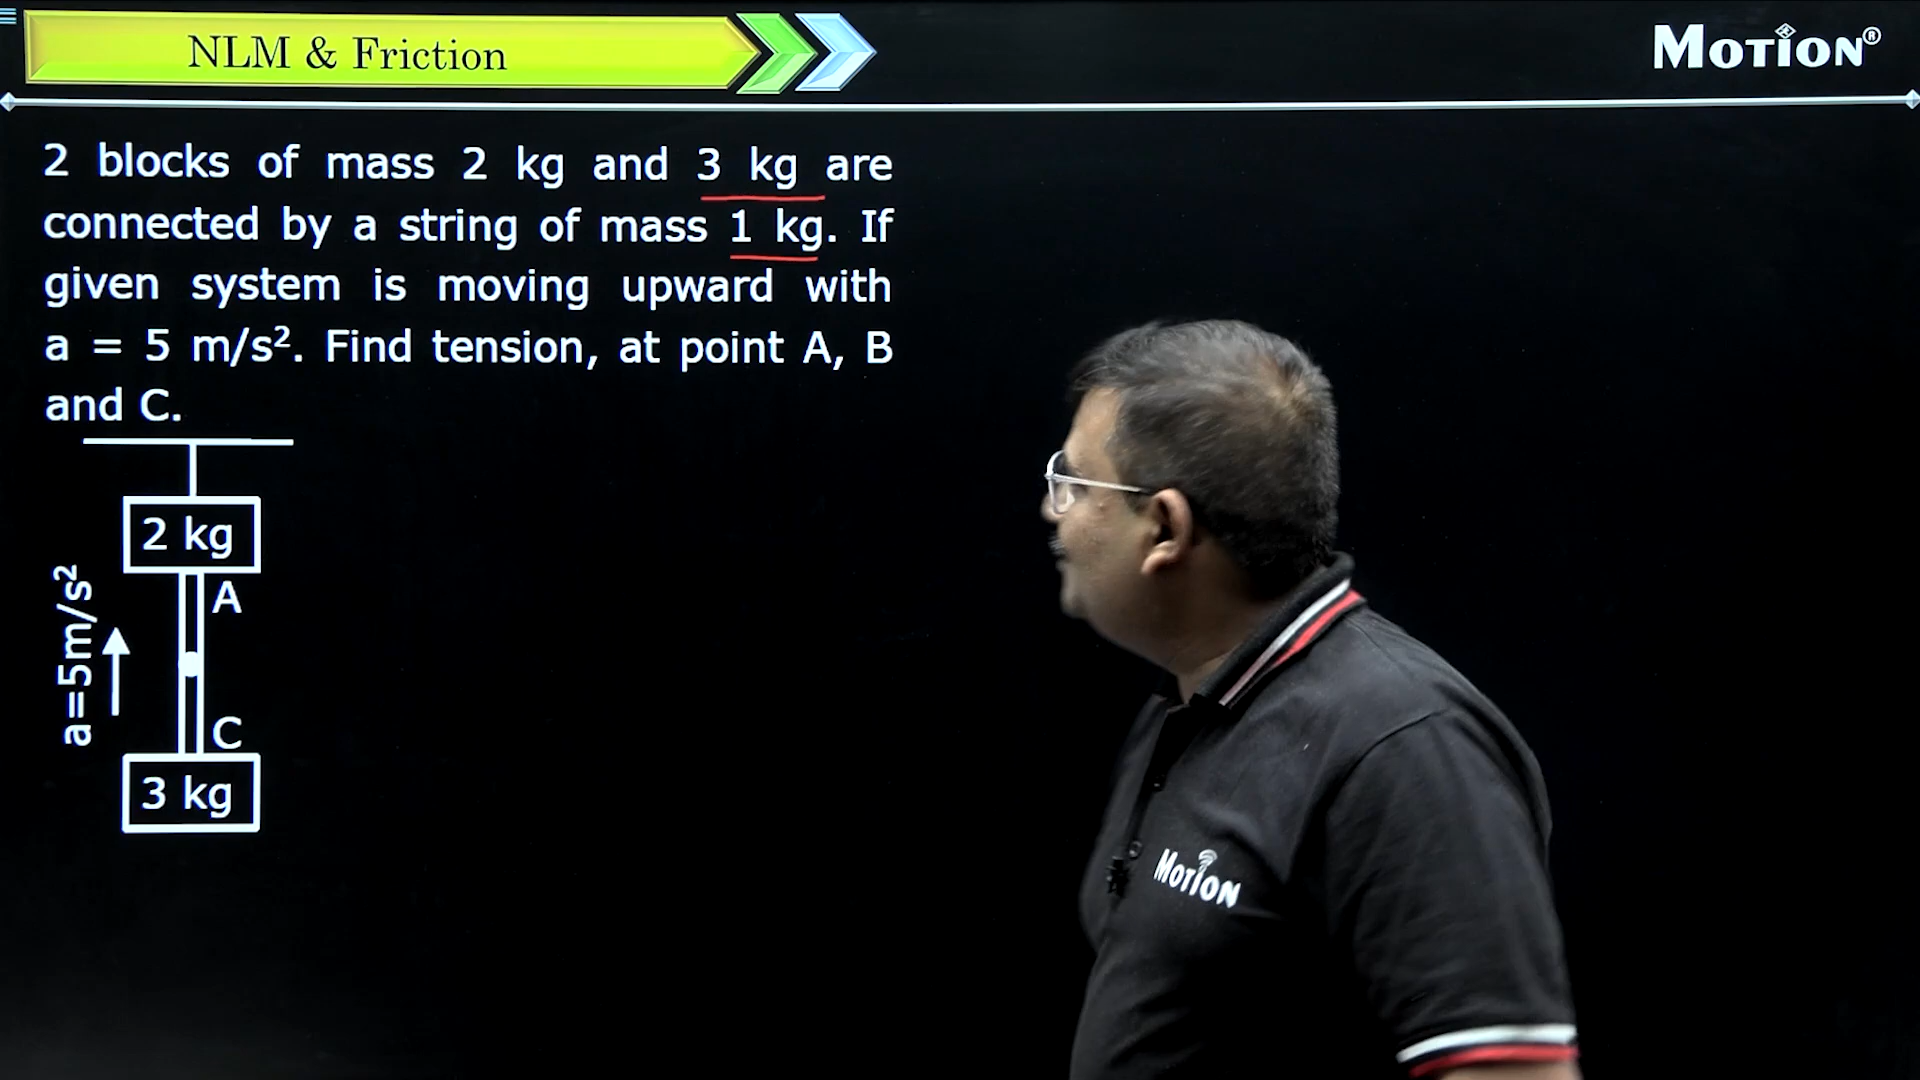 NLM & Friction
MOTION®
2 blocks of mass 2 kg and 3 kg are
connected by a string of mass 1 kg. If
given system is moving upward with
a = 5 m/s². Find tension, at point A, B
and C.
2 kg
A
a=5m/s²
C
3 kg
MOTION